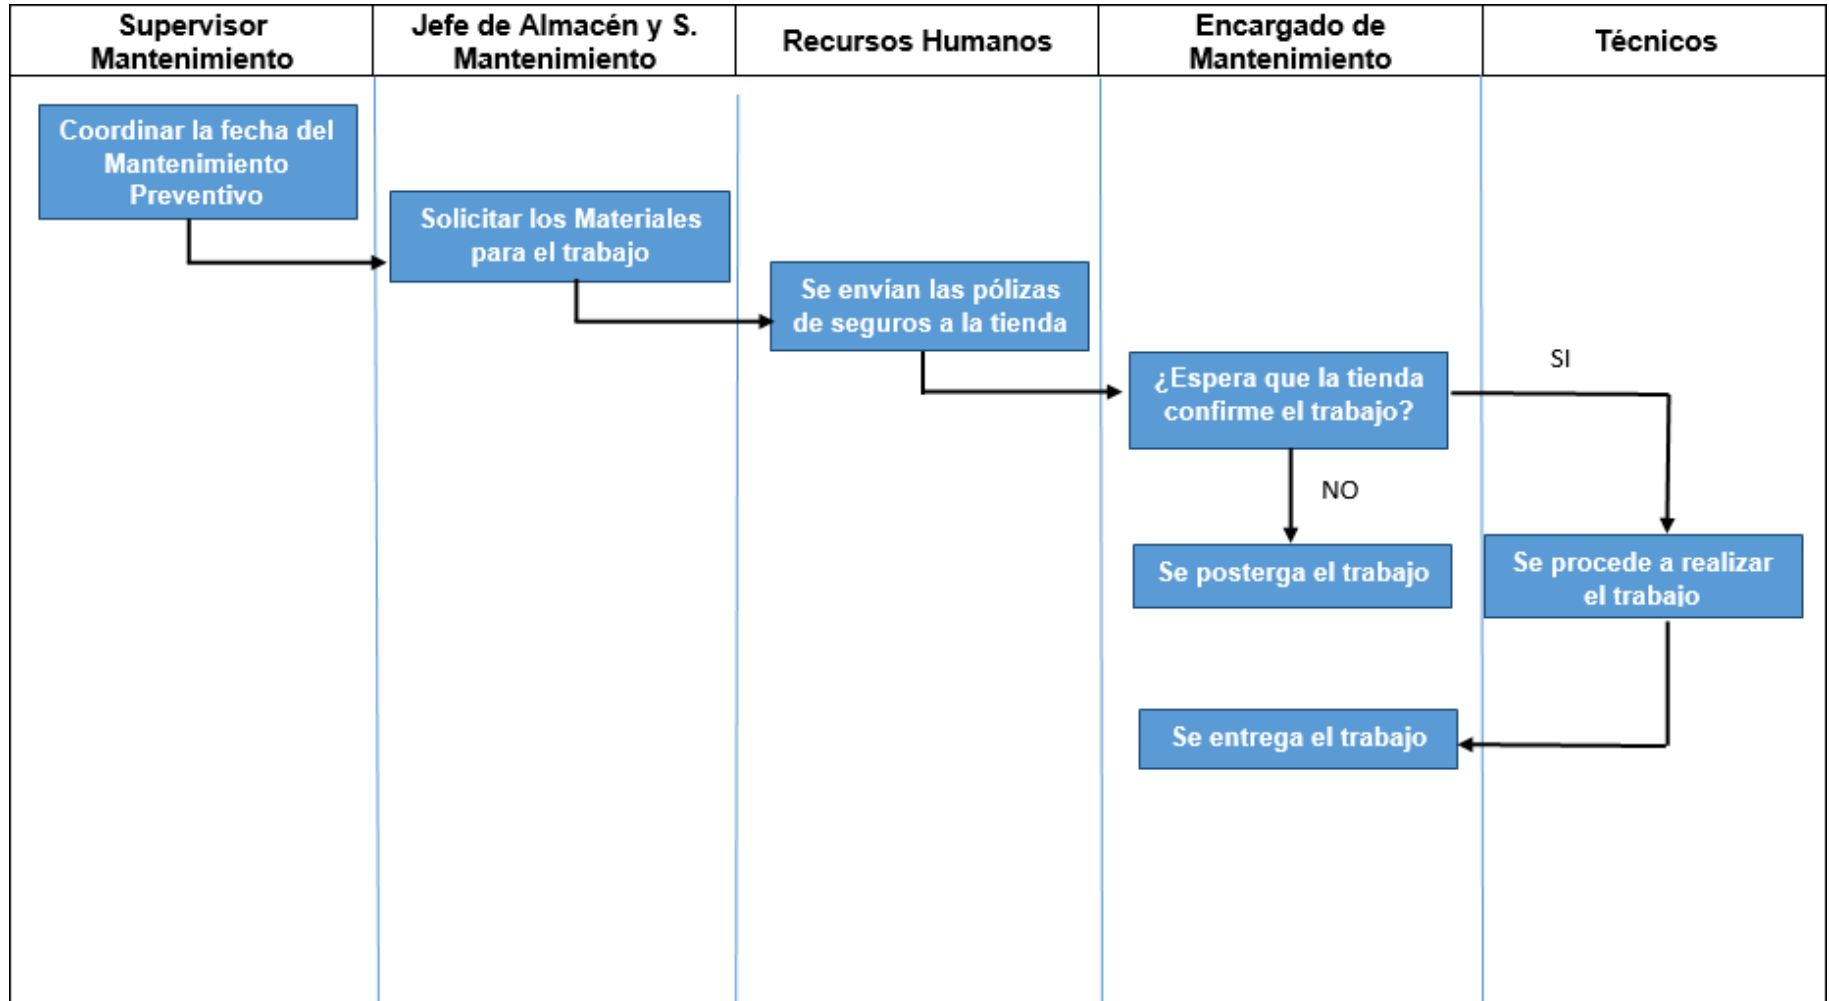 Supervisor
Mantenimiento
Jefe de Almacén y S.
Mantenimiento
Recursos Humanos
Encargado de
Mantenimiento
Técnicos
Coordinar la fecha del
Mantenimiento
Preventivo
Solicitar los Materiales
para el trabajo
Se envían las pólizas
de seguros a la tienda
¿Espera que la tienda
confirme el trabajo?
SI
NO
Se posterga el trabajo
Se procede a realizar
el trabajo
Se entrega el trabajo